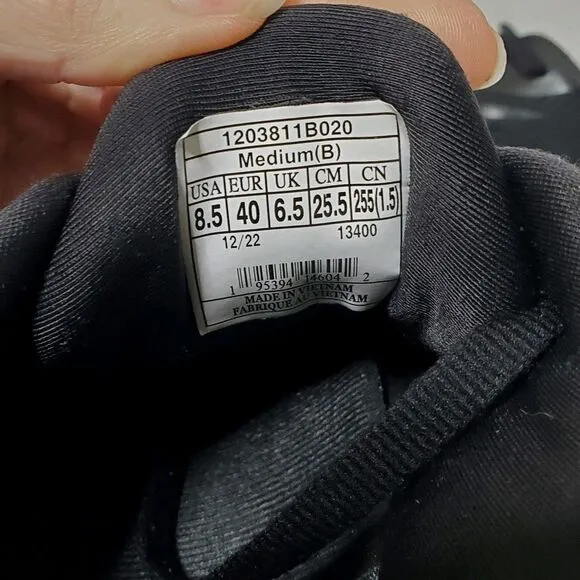 1203811B020
Medium(B)
USA EUR UK CM CN
8.5 40 6.5 25.5 255(1.5)
12/22 13400
1 95394 14604 2
MADE IN VIETNAM
FABRIQUE AU VIETNAM